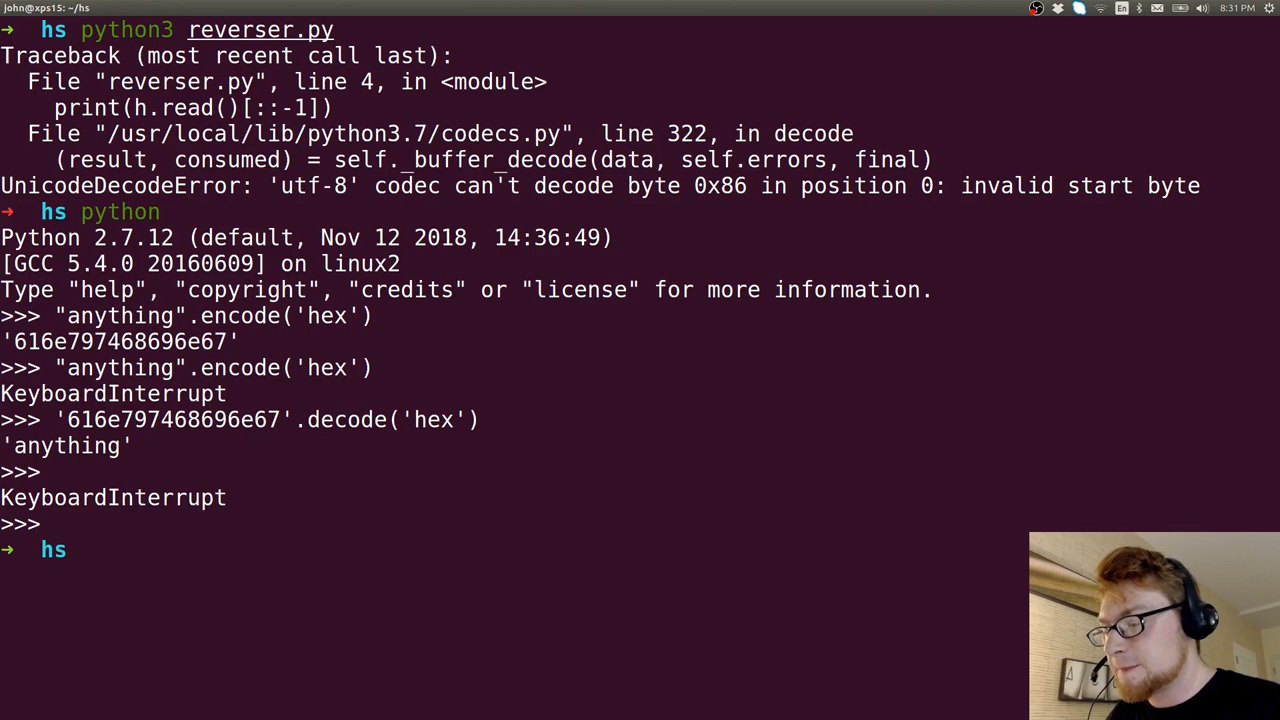 john@xps15: ~/hs
En
8:31 PM
➜ hs python3 reverser.py
Traceback (most recent call last):
  File "reverser.py", line 4, in <module>
    print(h.read()[::-1])
  File "/usr/local/lib/python3.7/codecs.py", line 322, in decode
    (result, consumed) = self._buffer_decode(data, self.errors, final)
UnicodeDecodeError: 'utf-8' codec can't decode byte 0x86 in position 0: invalid start byte
➜ hs python
Python 2.7.12 (default, Nov 12 2018, 14:36:49)
[GCC 5.4.0 20160609] on linux2
Type "help", "copyright", "credits" or "license" for more information.
>>> "anything".encode('hex')
'616e797468696e67'
>>> "anything".encode('hex')
KeyboardInterrupt
>>> '616e797468696e67'.decode('hex')
'anything'
>>>
KeyboardInterrupt
>>>
➜ hs